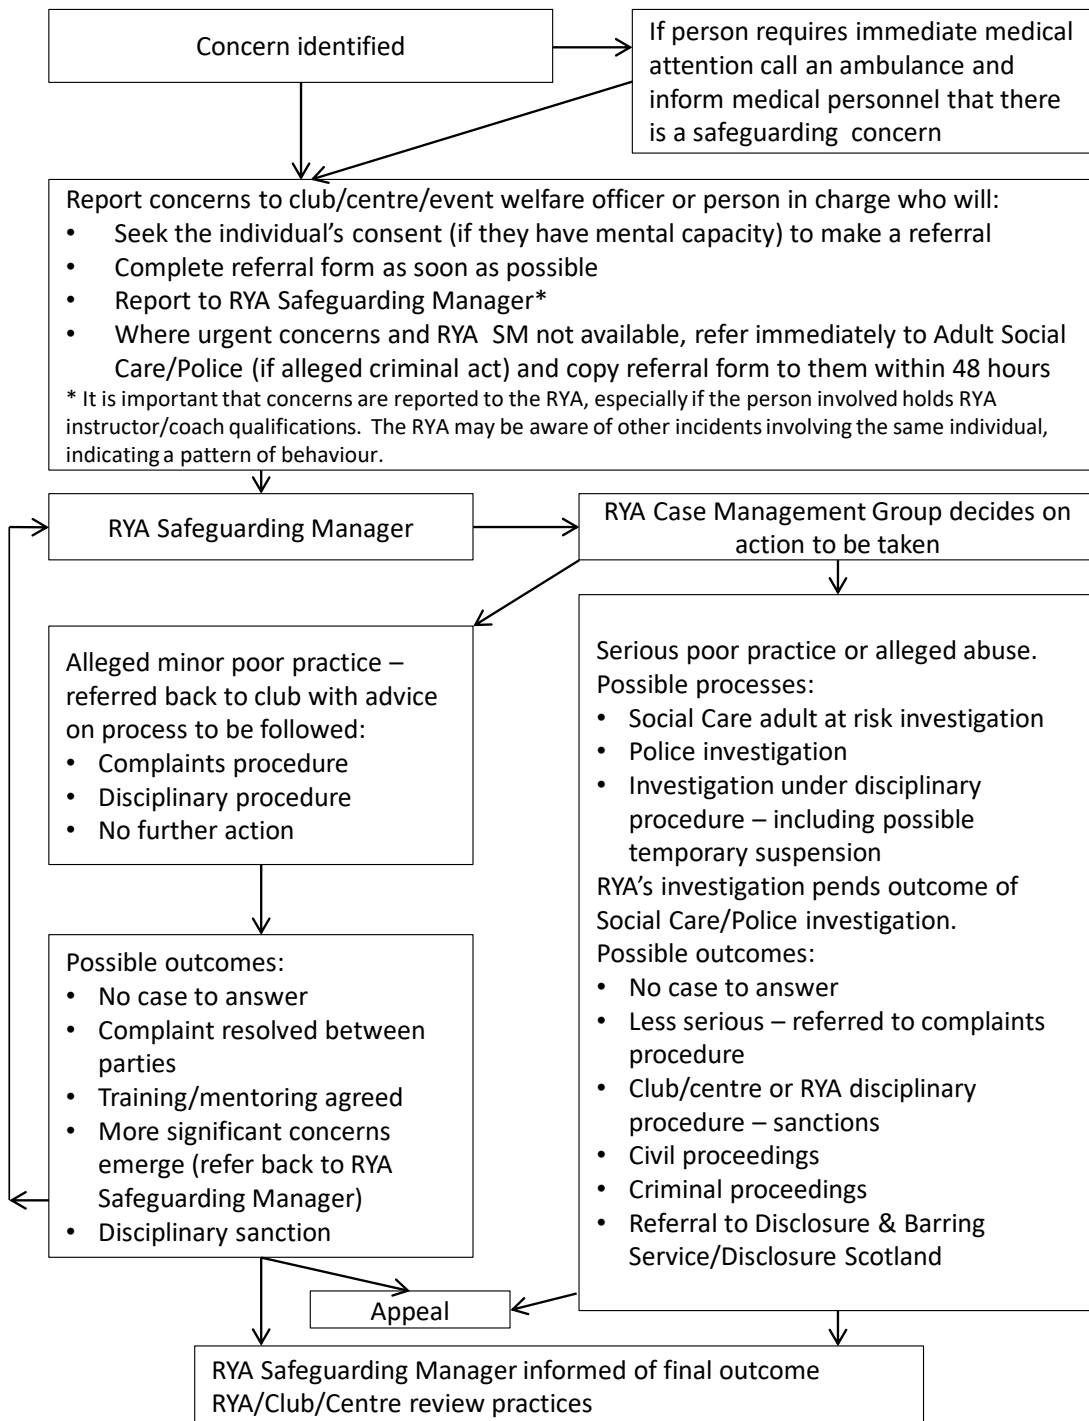 Concern identified
If person requires immediate medical
attention call an ambulance and
inform medical personnel that there
is a safeguarding concern
Report concerns to club/centre/event welfare officer or person in charge who will:
• Seek the individual's consent (if they have mental capacity) to make a referral
• Complete referral form as soon as possible
• Report to RYA Safeguarding Manager*
• Where urgent concerns and RYA SM not available, refer immediately to Adult Social
Care/Police (if alleged criminal act) and copy referral form to them within 48 hours
* It is important that concerns are reported to the RYA, especially if the person involved holds RYA
instructor/coach qualifications. The RYA may be aware of other incidents involving the same individual,
indicating a pattern of behaviour.
RYA Safeguarding Manager
RYA Case Management Group decides on
action to be taken
Alleged minor poor practice –
referred back to club with advice
on process to be followed:
• Complaints procedure
• Disciplinary procedure
• No further action
Possible outcomes:
• No case to answer
• Complaint resolved between
parties
• Training/mentoring agreed
• More significant concerns
emerge (refer back to RYA
Safeguarding Manager)
• Disciplinary sanction
Serious poor practice or alleged abuse.
Possible processes:
• Social Care adult at risk investigation
• Police investigation
• Investigation under disciplinary
procedure – including possible
temporary suspension
RYA's investigation pends outcome of
Social Care/Police investigation.
Possible outcomes:
• No case to answer
• Less serious – referred to complaints
procedure
• Club/centre or RYA disciplinary
procedure – sanctions
• Civil proceedings
• Criminal proceedings
• Referral to Disclosure & Barring
Service/Disclosure Scotland
Appeal
RYA Safeguarding Manager informed of final outcome
RYA/Club/Centre review practices